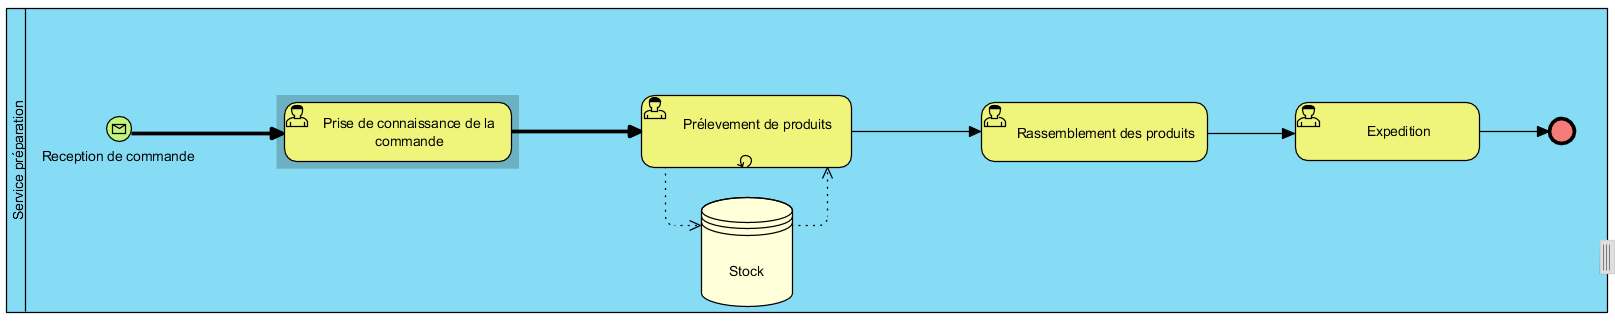 Service préparation
Reception de commande
Prise de connaissance de la
commande
Prélevement de produits
Rassemblement des produits
Expedition
Stock